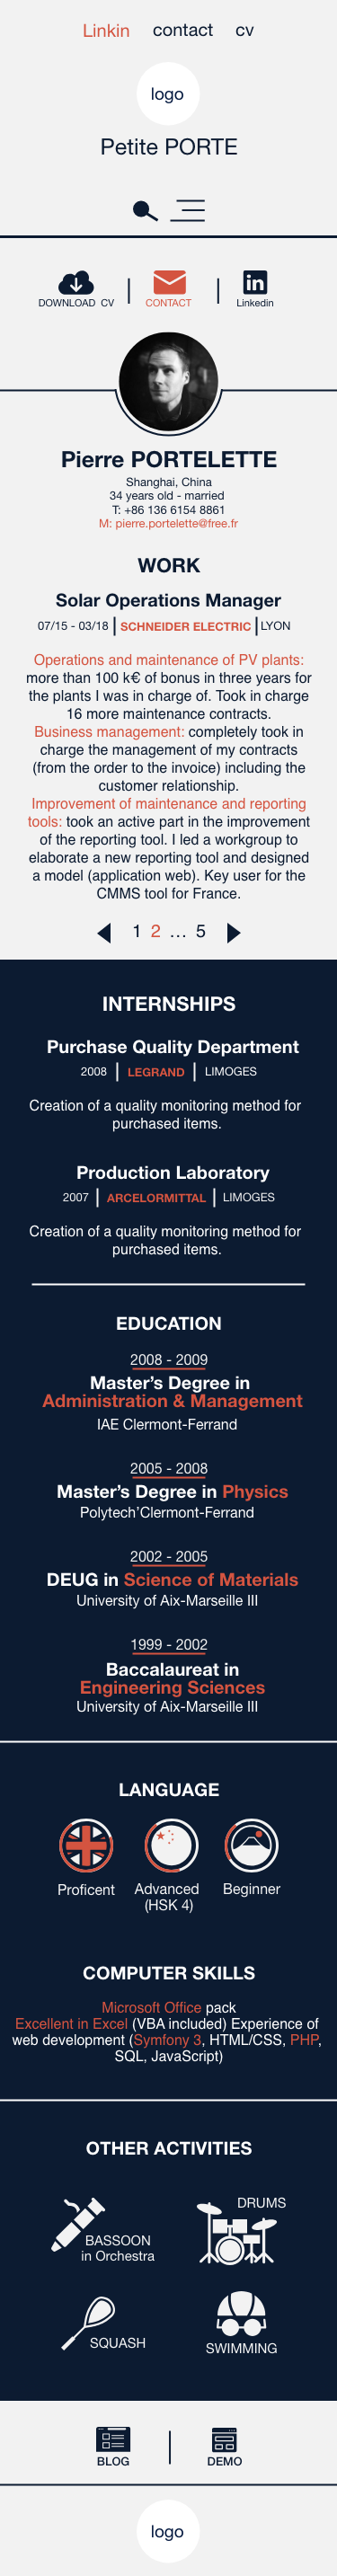 Linkin contact cv
logo
Petite PORTE
DOWNLOAD CV
CONTACT
Linkedin
Pierre PORTELETTE
Shanghai, China
34 years old - married
T: +86 136 6154 8861
M: pierre.portelette@free.fr
WORK
Solar Operations Manager
07/15 - 03/18 | SCHNEIDER ELECTRIC | LYON
Operations and maintenance of PV plants:
more than 100 k€ of bonus in three years for
the plants I was in charge of. Took in charge
16 more maintenance contracts.
Business management: completely took in
charge the management of my contracts
(from the order to the invoice) including the
customer relationship.
Improvement of maintenance and reporting
tools: took an active part in the improvement
of the reporting tool. I led a workgroup to
elaborate a new reporting tool and designed
a model (application web). Key user for the
CMMS tool for France.
1 2 ... 5
INTERNSHIPS
Purchase Quality Department
2008 | LEGRAND | LIMOGES
Creation of a quality monitoring method for
purchased items.
Production Laboratory
2007 | ARCELORMITTAL | LIMOGES
Creation of a quality monitoring method for
purchased items.
EDUCATION
2008 - 2009
Master's Degree in
Administration & Management
IAE Clermont-Ferrand
2005 - 2008
Master's Degree in Physics
Polytech'Clermont-Ferrand
2002 - 2005
DEUG in Science of Materials
University of Aix-Marseille III
1999 - 2002
Baccalaureat in
Engineering Sciences
University of Aix-Marseille III
LANGUAGE
Proficent
Advanced
(HSK 4)
Beginner
COMPUTER SKILLS
Microsoft Office pack
Excellent in Excel (VBA included) Experience of
web development (Symfony 3, HTML/CSS, PHP,
SQL, JavaScript)
OTHER ACTIVITIES
BASSOON
in Orchestra
DRUMS
SQUASH
SWIMMING
BLOG
DEMO
logo